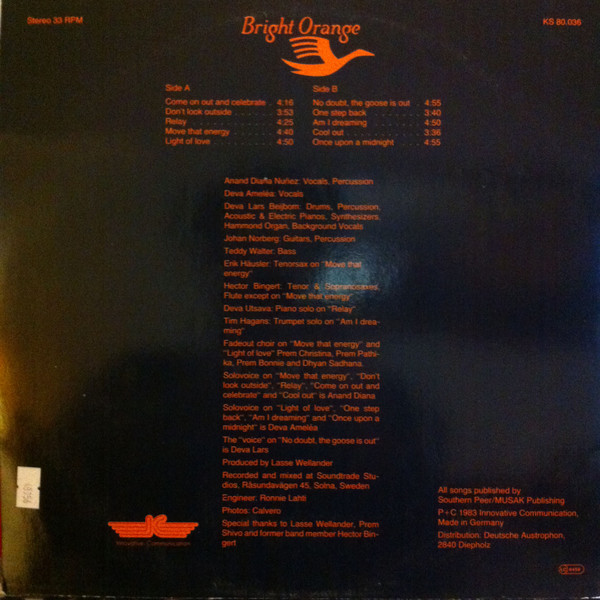 Stereo 33 RPM
Bright Orange
KS 80.036
Side A
Come on out and celebrate . 4:16
Don't look outside . . . . . . . 3:53
Relay . . . . . . . . . . . . . . . 4:25
Move that energy . . . . . . . 4:40
Light of love . . . . . . . . . . . 4:50
Side B
No doubt, the goose is out . . 4:55
One step back . . . . . . . . . . 3:40
Am I dreaming . . . . . . . . . . 4:50
Cool out . . . . . . . . . . . . . . 3:36
Once upon a midnight . . . . . 4:55
Anand Diana Nuñez: Vocals, Percussion
Deva Ameléa: Vocals
Deva Lars Beijbom: Drums, Percussion,
Acoustic & Electric Pianos, Synthesizers,
Hammond Organ, Background Vocals
Johan Norberg: Guitars, Percussion
Teddy Walter: Bass
Erik Häuster: Tenorsax on "Move that
energy"
Hector Bingert: Tenor & Sopranosaxes,
Flute except on "Move that energy"
Deva Utsava: Piano solo on "Relay"
Tim Hagans: Trumpet solo on "Am I drea-
ming"
Fadeout choir on "Move that energy" and
"Light of love" Prem Christina, Prem Pathi-
ka, Prem Bonnie and Dhyan Sadhana.
Solovoice on "Move that energy", "Don't
look outside", "Relay", "Come on out and
celebrate" and "Cool out" is Anand Diana
Solovoice on "Light of love", "One step
back", "Am I dreaming" and "Once upon a
midnight" is Deva Ameléa
The "voice" on "No doubt, the goose is out"
is Deva Lars
Produced by Lasse Wellander
Recorded and mixed at Soundtrade Stu-
dios, Råsundavägen 45, Solna, Sweden
Engineer: Ronnie Lahti
Photos: Calvero
Special thanks to Lasse Wellander, Prem
Shivo and former band member Hector Bin-
gert
Innovative Communication
All songs published by
Southern Peer/MUSAK Publishing
P + C 1983 Innovative Communication,
Made in Germany
Distribution: Deutsche Austrophon,
2840 Diepholz